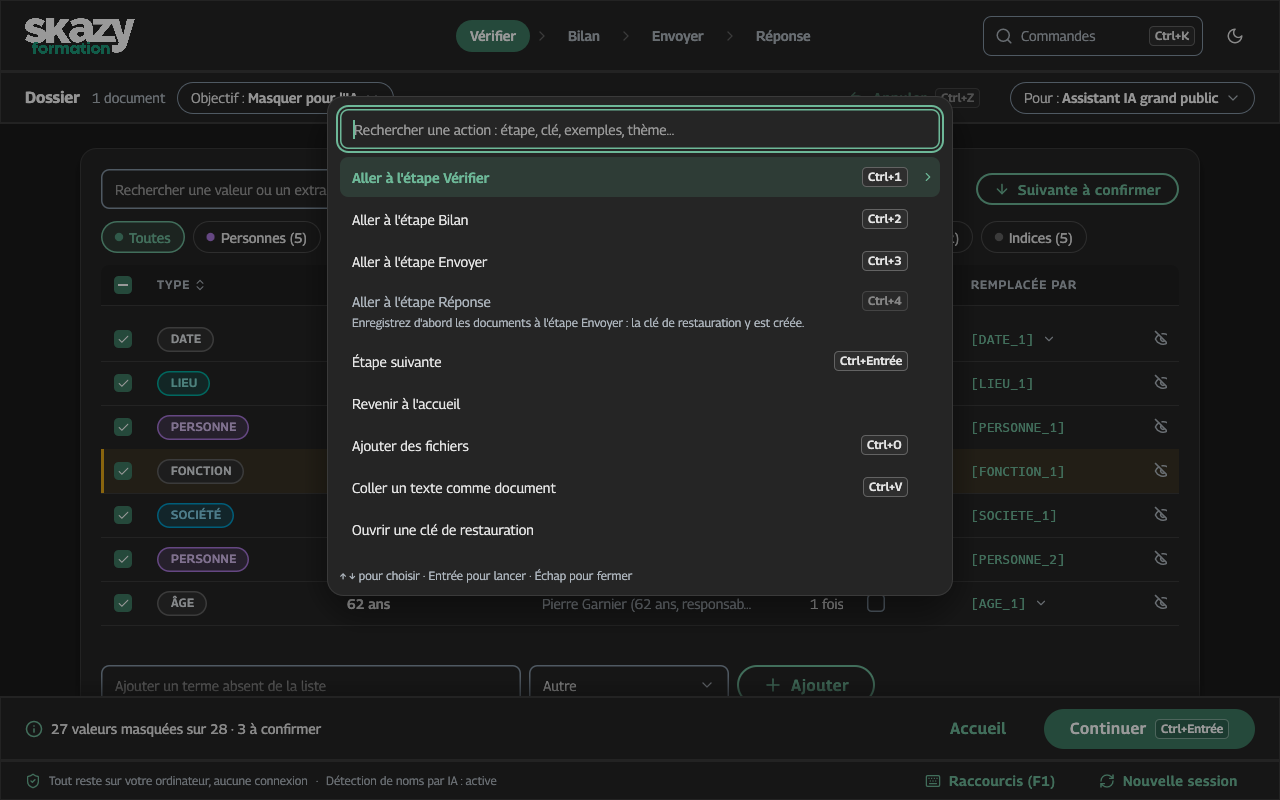 skazy
formation
Vérifier
Bilan
Envoyer
Réponse
Commandes
Ctrl+K
Dossier
1 document
Objectif : Masquer pour l'IA
Annuler
Ctrl+Z
Pour : Assistant IA grand public
Rechercher une action : étape, clé, exemples, thème...
Aller à l'étape Vérifier
Ctrl+1
Aller à l'étape Bilan
Ctrl+2
Aller à l'étape Envoyer
Ctrl+3
Aller à l'étape Réponse
Ctrl+4
Enregistrez d'abord les documents à l'étape Envoyer : la clé de restauration y est créée.
Étape suivante
Ctrl+Entrée
Revenir à l'accueil
Ajouter des fichiers
Ctrl+O
Coller un texte comme document
Ctrl+V
Ouvrir une clé de restauration
↑↓ pour choisir · Entrée pour lancer · Échap pour fermer
Rechercher une valeur ou un extra
Suivante à confirmer
Toutes
Personnes (5)
Indices (5)
TYPE
REMPLACÉE PAR
DATE
[DATE_1]
LIEU
[LIEU_1]
PERSONNE
[PERSONNE_1]
FONCTION
[FONCTION_1]
SOCIÉTÉ
[SOCIETE_1]
PERSONNE
[PERSONNE_2]
ÂGE
62 ans
Pierre Garnier (62 ans, responsab...
1 fois
[AGE_1]
Ajouter un terme absent de la liste
Autre
Ajouter
27 valeurs masquées sur 28 · 3 à confirmer
Accueil
Continuer
Ctrl+Entrée
Tout reste sur votre ordinateur, aucune connexion · Détection de noms par IA : active
Raccourcis (F1)
Nouvelle session